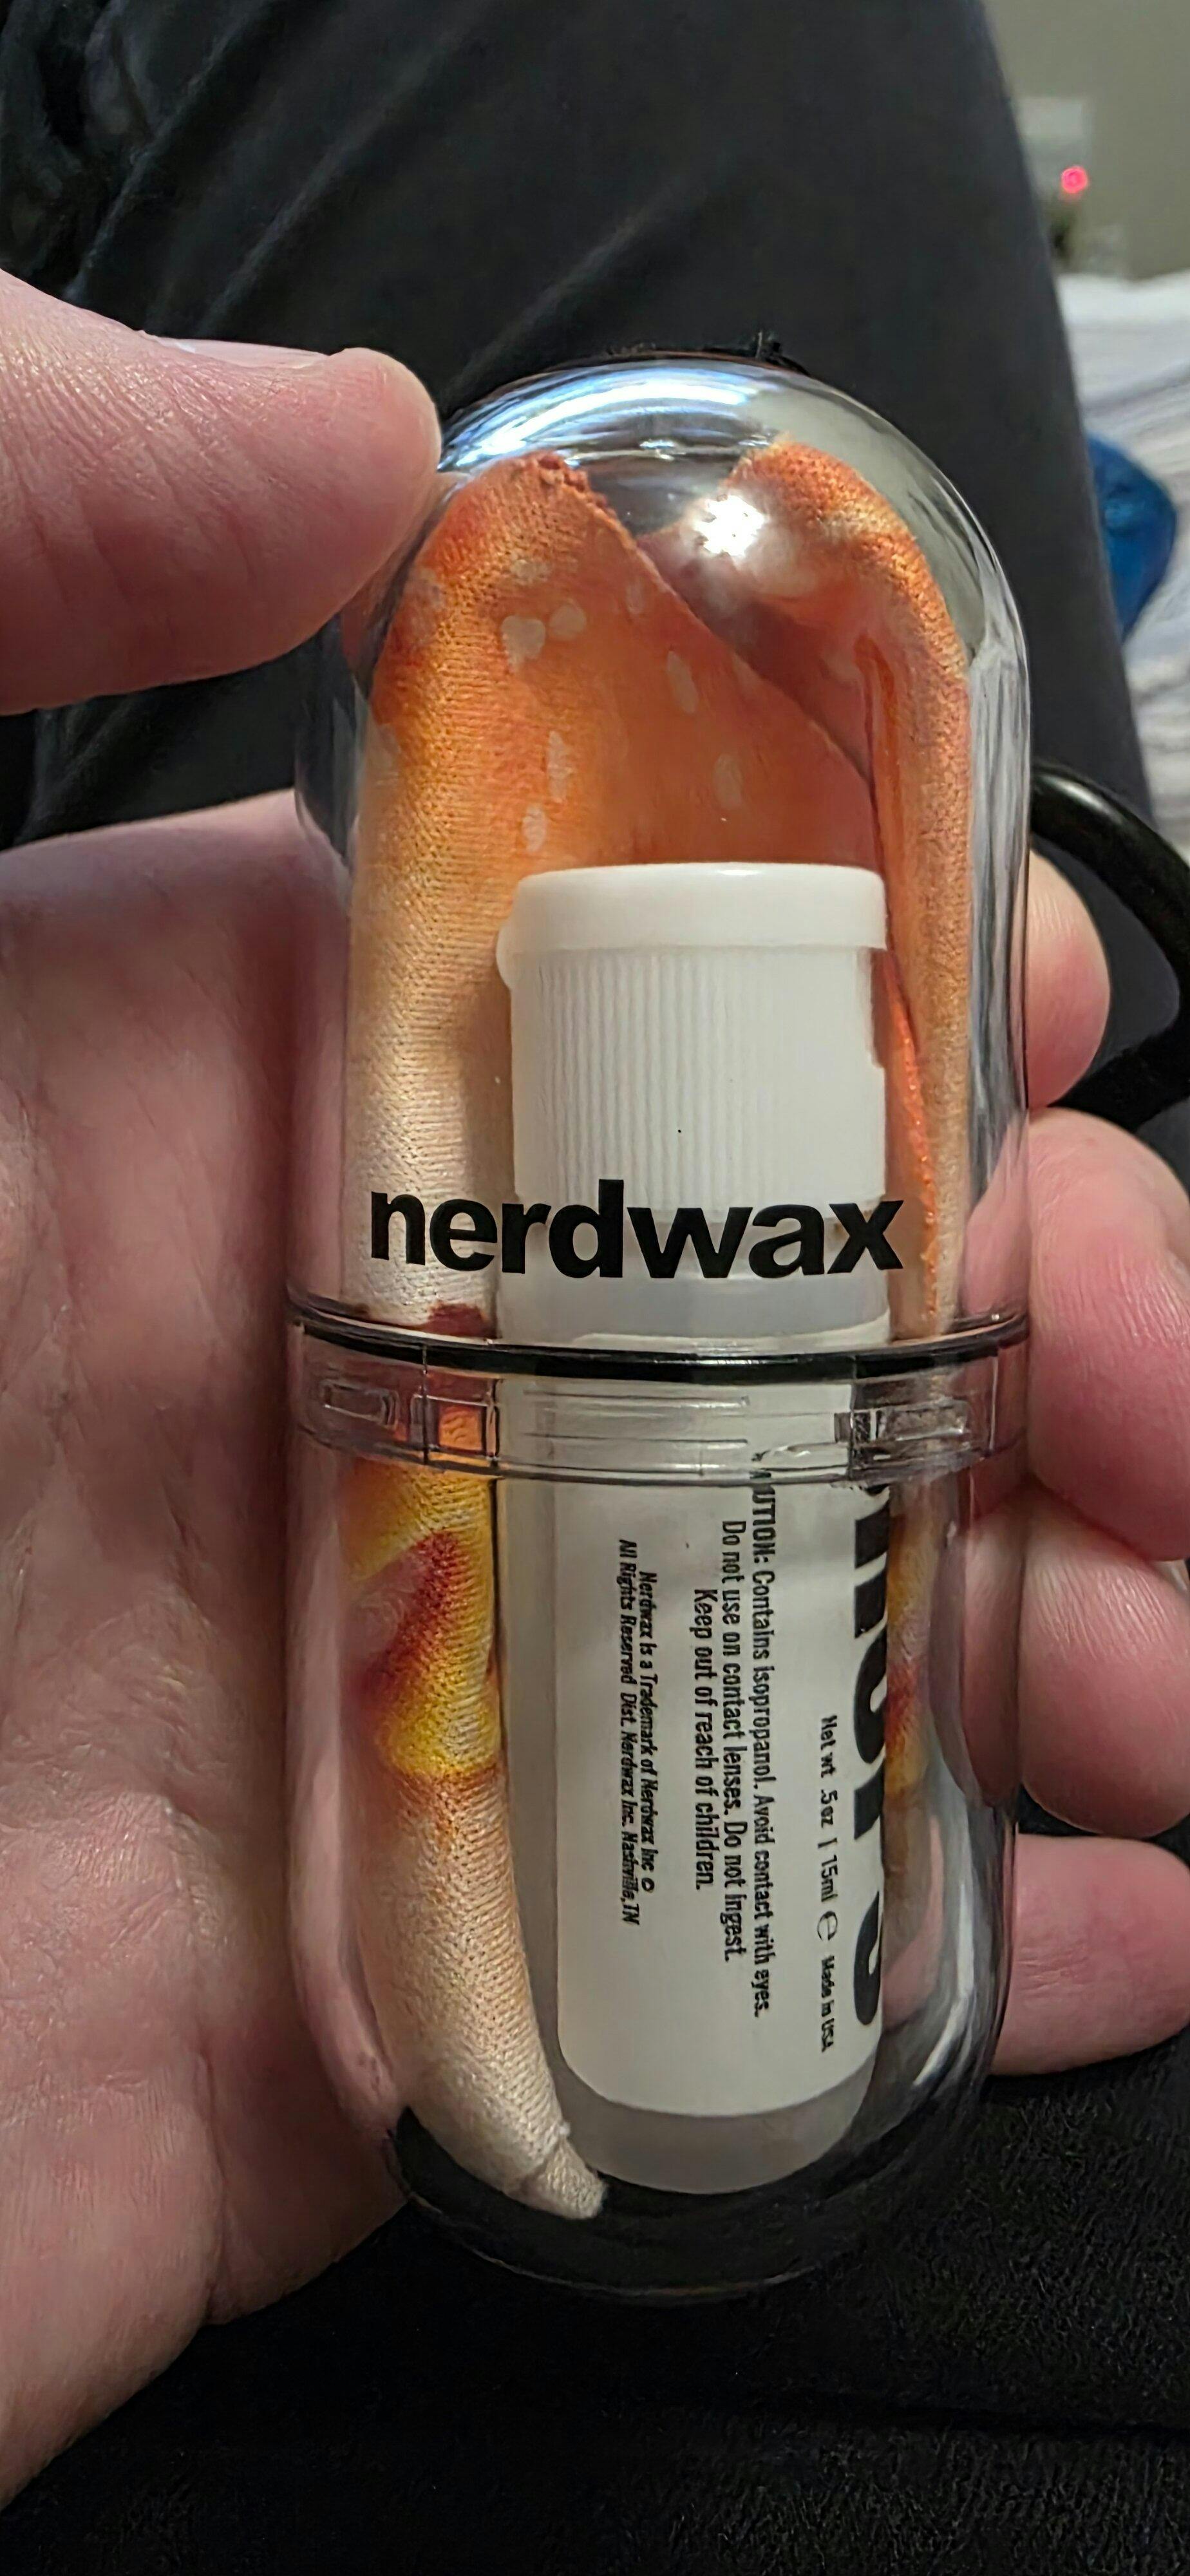 nerdwax
Net wt .5 oz | 15ml ℮ Made in USA
CAUTION: Contains isopropanol. Avoid contact with eyes.
Do not use on contact lenses. Do not ingest.
Keep out of reach of children.
Nerdwax is a Trademark of Nerdwax Inc ©
All Rights Reserved Dist. Nerdwax Inc. Nashville, TN